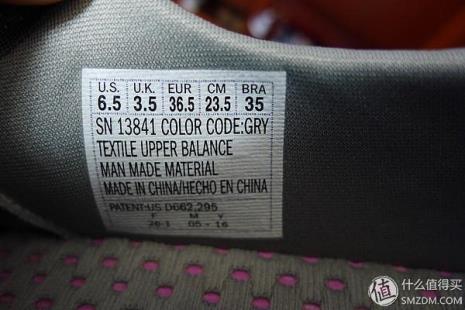 U.S. U.K. EUR CM BRA
6.5 3.5 36.5 23.5 35
SN 13841 COLOR CODE:GRY
TEXTILE UPPER BALANCE
MAN MADE MATERIAL
MADE IN CHINA/HECHO EN CHINA
PATENT-US D662,295
F M Y
26-1 05 - 16
值 什么值得买
SMZDM.COM